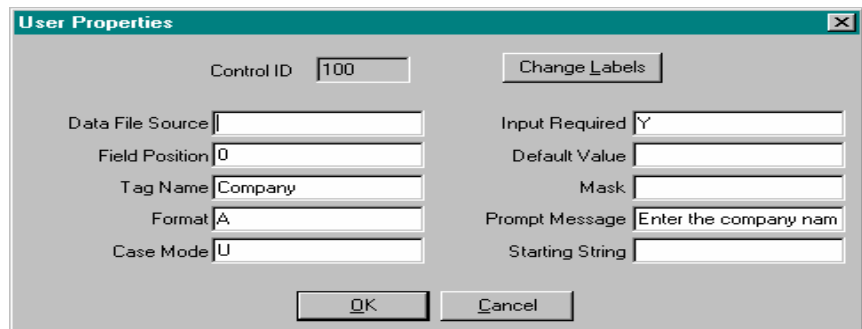 User Properties
Control ID 100
Change Labels
Data File Source
Field Position 0
Tag Name Company
Format A
Case Mode U
Input Required Y
Default Value
Mask
Prompt Message Enter the company nam
Starting String
OK
Cancel